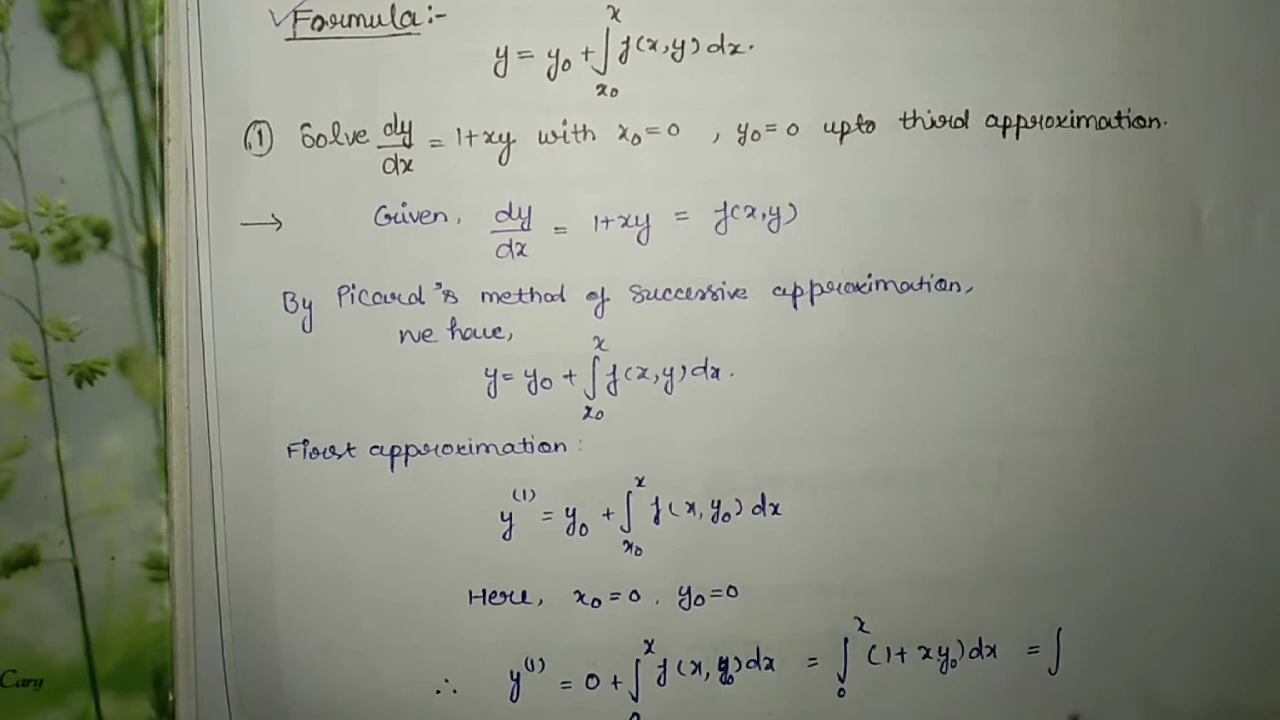 Formula:-
y = y₀ + ∫_{x₀}^{x} f(x,y) dx.
(1) Solve dy/dx = 1+xy with x₀=0 , y₀=0 upto third approximation.
→ Given, dy/dx = 1+xy = f(x,y)
By Picard's method of successive approximation,
we have,
y = y₀ + ∫_{x₀}^{x} f(x,y) dx.
First approximation :
y⁽¹⁾ = y₀ + ∫_{x₀}^{x} f(x,y₀) dx
Here, x₀=0, y₀=0
∴ y⁽¹⁾ = 0 + ∫_{0}^{x} f(x,y₀) dx = ∫_{0}^{x} (1+xy₀) dx = ∫
Cary